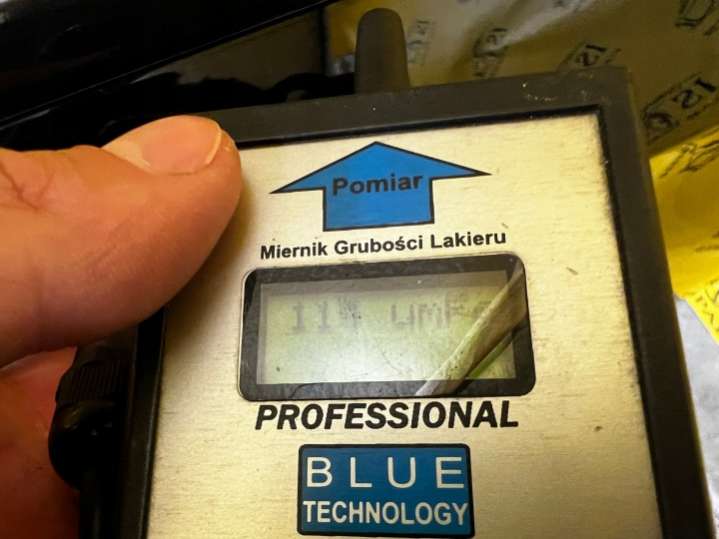 Pomiar
Miernik Grubości Lakieru
PROFESSIONAL
BLUE
TECHNOLOGY